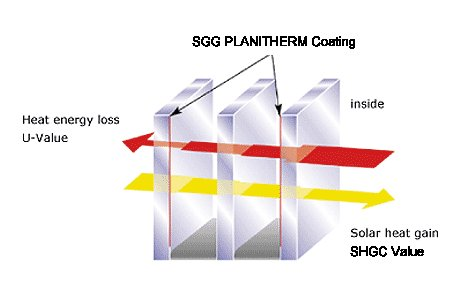 SGG PLANITHERM Coating
inside
Heat energy loss
U-Value
Solar heat gain
SHGC Value